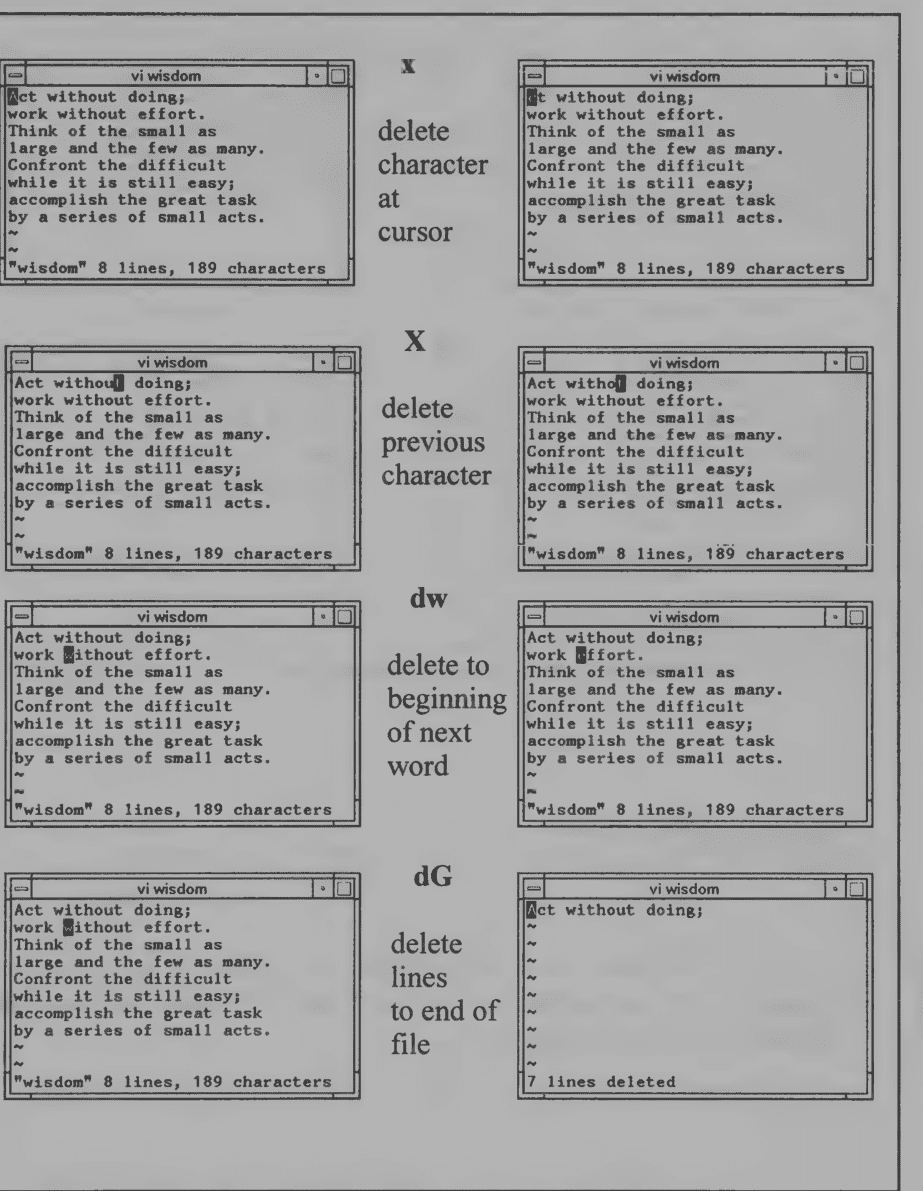 vi wisdom
Act without doing;
work without effort.
Think of the small as
large and the few as many.
Confront the difficult
while it is still easy;
accomplish the great task
by a series of small acts.
~
~
"wisdom" 8 lines, 189 characters
x
delete
character
at
cursor
vi wisdom
ct without doing;
work without effort.
Think of the small as
large and the few as many.
Confront the difficult
while it is still easy;
accomplish the great task
by a series of small acts.
~
~
"wisdom" 8 lines, 189 characters
vi wisdom
Act without doing;
work without effort.
Think of the small as
large and the few as many.
Confront the difficult
while it is still easy;
accomplish the great task
by a series of small acts.
~
~
"wisdom" 8 lines, 189 characters
X
delete
previous
character
vi wisdom
Act withot doing;
work without effort.
Think of the small as
large and the few as many.
Confront the difficult
while it is still easy;
accomplish the great task
by a series of small acts.
~
~
"wisdom" 8 lines, 189 characters
vi wisdom
Act without doing;
work without effort.
Think of the small as
large and the few as many.
Confront the difficult
while it is still easy;
accomplish the great task
by a series of small acts.
~
~
"wisdom" 8 lines, 189 characters
dw
delete to
beginning
of next
word
vi wisdom
Act without doing;
work effort.
Think of the small as
large and the few as many.
Confront the difficult
while it is still easy;
accomplish the great task
by a series of small acts.
~
~
"wisdom" 8 lines, 189 characters
vi wisdom
Act without doing;
work without effort.
Think of the small as
large and the few as many.
Confront the difficult
while it is still easy;
accomplish the great task
by a series of small acts.
~
~
"wisdom" 8 lines, 189 characters
dG
delete
lines
to end of
file
vi wisdom
Act without doing;
~
~
~
~
~
~
~
~
~
7 lines deleted